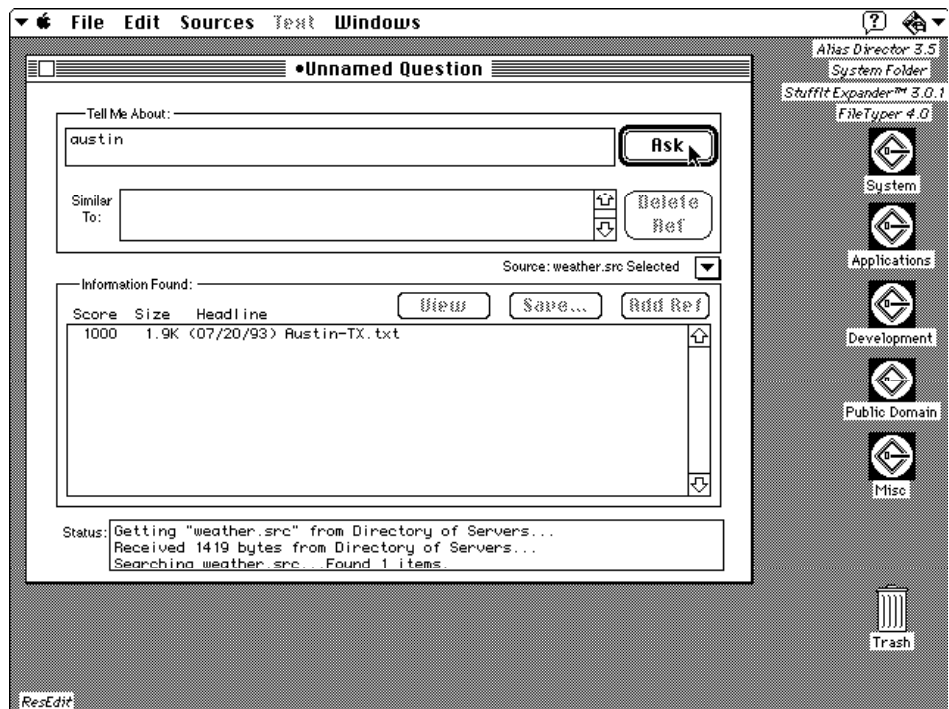 File Edit Sources Text Windows
Alias Director 3.5
System Folder
StuffIt Expander™ 3.0.1
FileTyper 4.0
•Unnamed Question
Tell Me About:
austin
Ask
Similar To:
Delete Ref
Source: weather.src Selected
Information Found:
View Save... Add Ref
Score Size Headline
1000 1.9K (07/20/93) Austin-TX.txt
Status:
Getting "weather.src" from Directory of Servers...
Received 1419 bytes from Directory of Servers...
Searching weather.src...Found 1 items.
System
Applications
Development
Public Domain
Misc
Trash
ResEdit